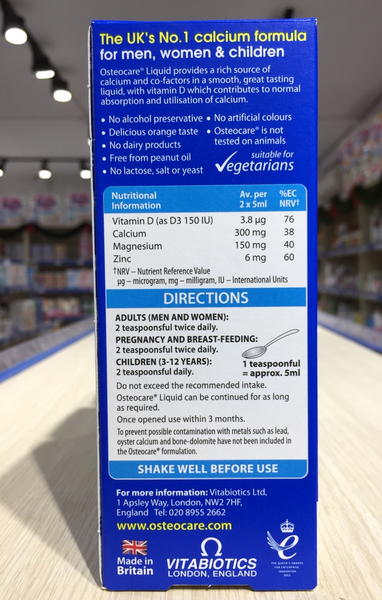 The UK's No.1 calcium formula
for men, women & children
Osteocare® Liquid provides a rich source of
calcium and co-factors in a smooth, great tasting
liquid, with vitamin D which contributes to normal
absorption and utilisation of calcium.
• No alcohol preservative • No artificial colours
• Delicious orange taste • Osteocare® is not
tested on animals
• No dairy products
• Free from peanut oil
• No lactose, salt or yeast
suitable for
Vegetarians
Nutritional Information Av. per 2 x 5ml %EC NRV†
Vitamin D (as D3 150 IU) 3.8 µg 76
Calcium 300 mg 38
Magnesium 150 mg 40
Zinc 6 mg 60
†NRV – Nutrient Reference Value
µg – microgram, mg – milligram, IU – International Units
DIRECTIONS
ADULTS (MEN AND WOMEN):
2 teaspoonsful twice daily.
PREGNANCY AND BREAST-FEEDING:
2 teaspoonsful twice daily.
CHILDREN (3-12 YEARS):
2 teaspoonsful daily.
1 teaspoonful
= approx. 5ml
Do not exceed the recommended intake.
Osteocare® Liquid can be continued for as long
as required.
Once opened use within 3 months.
To prevent possible contamination with metals such as lead,
oyster calcium and bone-dolomite have not been included in
the Osteocare® formulation.
SHAKE WELL BEFORE USE
For more information: Vitabiotics Ltd,
1 Apsley Way, London, NW2 7HF,
England Tel: 020 8955 2662
www.osteocare.com
Made in
Britain
VITABIOTICS
LONDON, ENGLAND
THE QUEEN'S AWARDS
FOR ENTERPRISE
INNOVATION